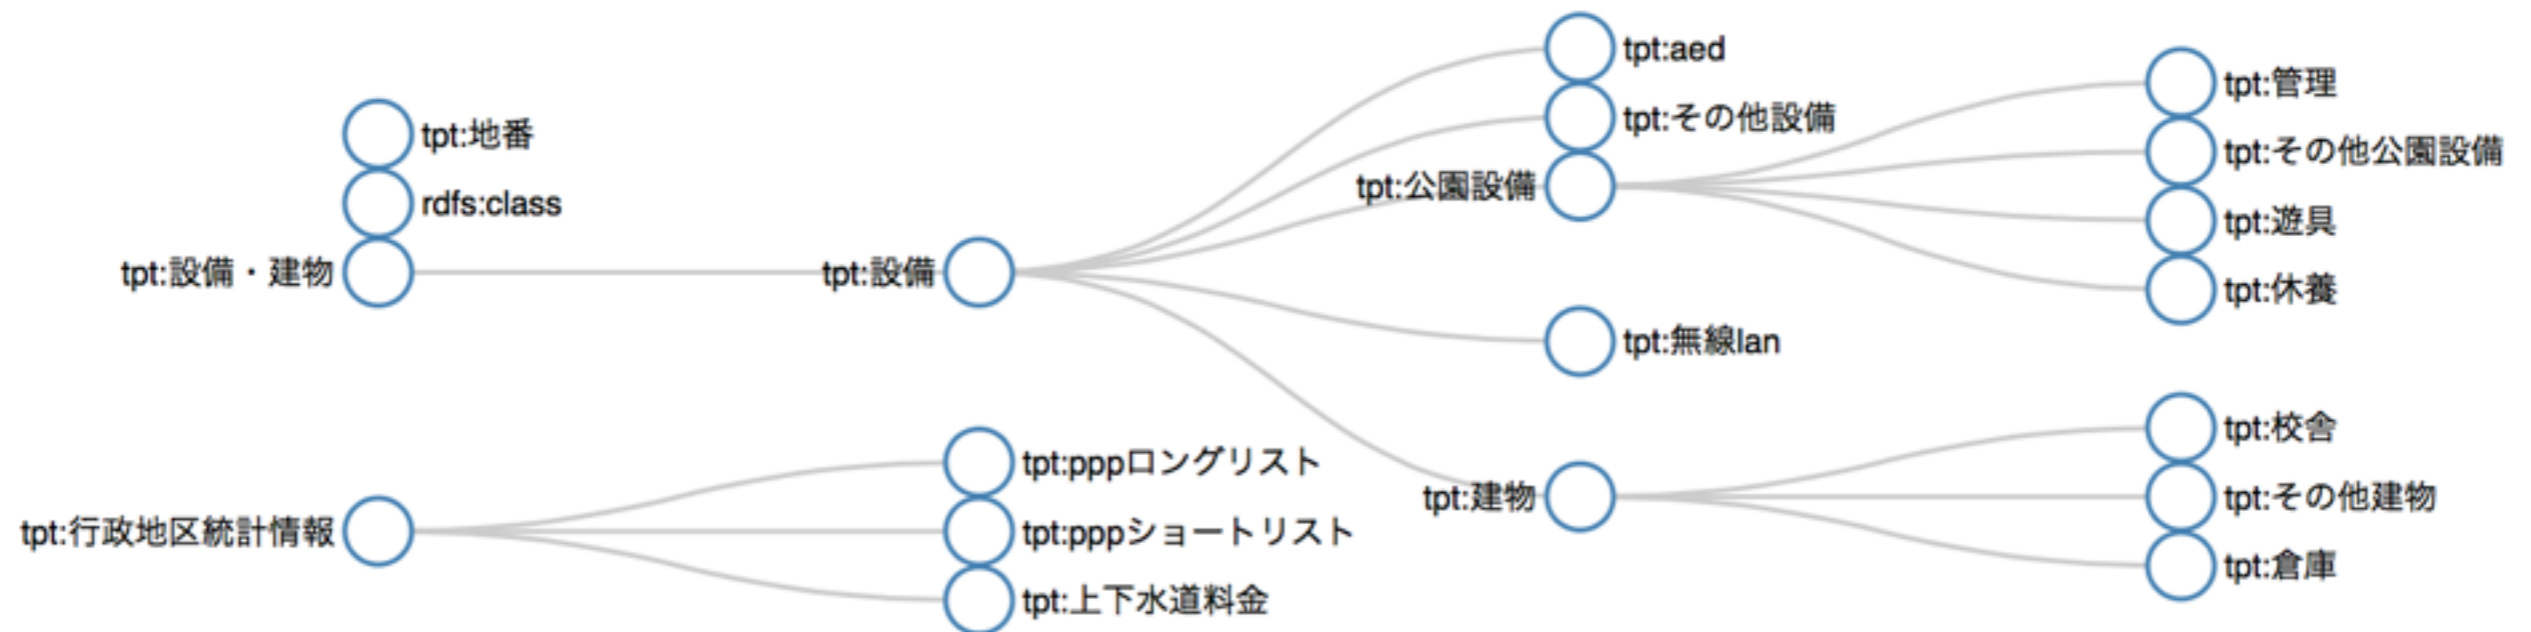 tpt:地番
rdfs:class
tpt:設備・建物
tpt:行政地区統計情報
tpt:設備
tpt:pppロングリスト
tpt:pppショートリスト
tpt:上下水道料金
tpt:aed
tpt:その他設備
tpt:公園設備
tpt:無線lan
tpt:建物
tpt:管理
tpt:その他公園設備
tpt:遊具
tpt:休養
tpt:校舎
tpt:その他建物
tpt:倉庫